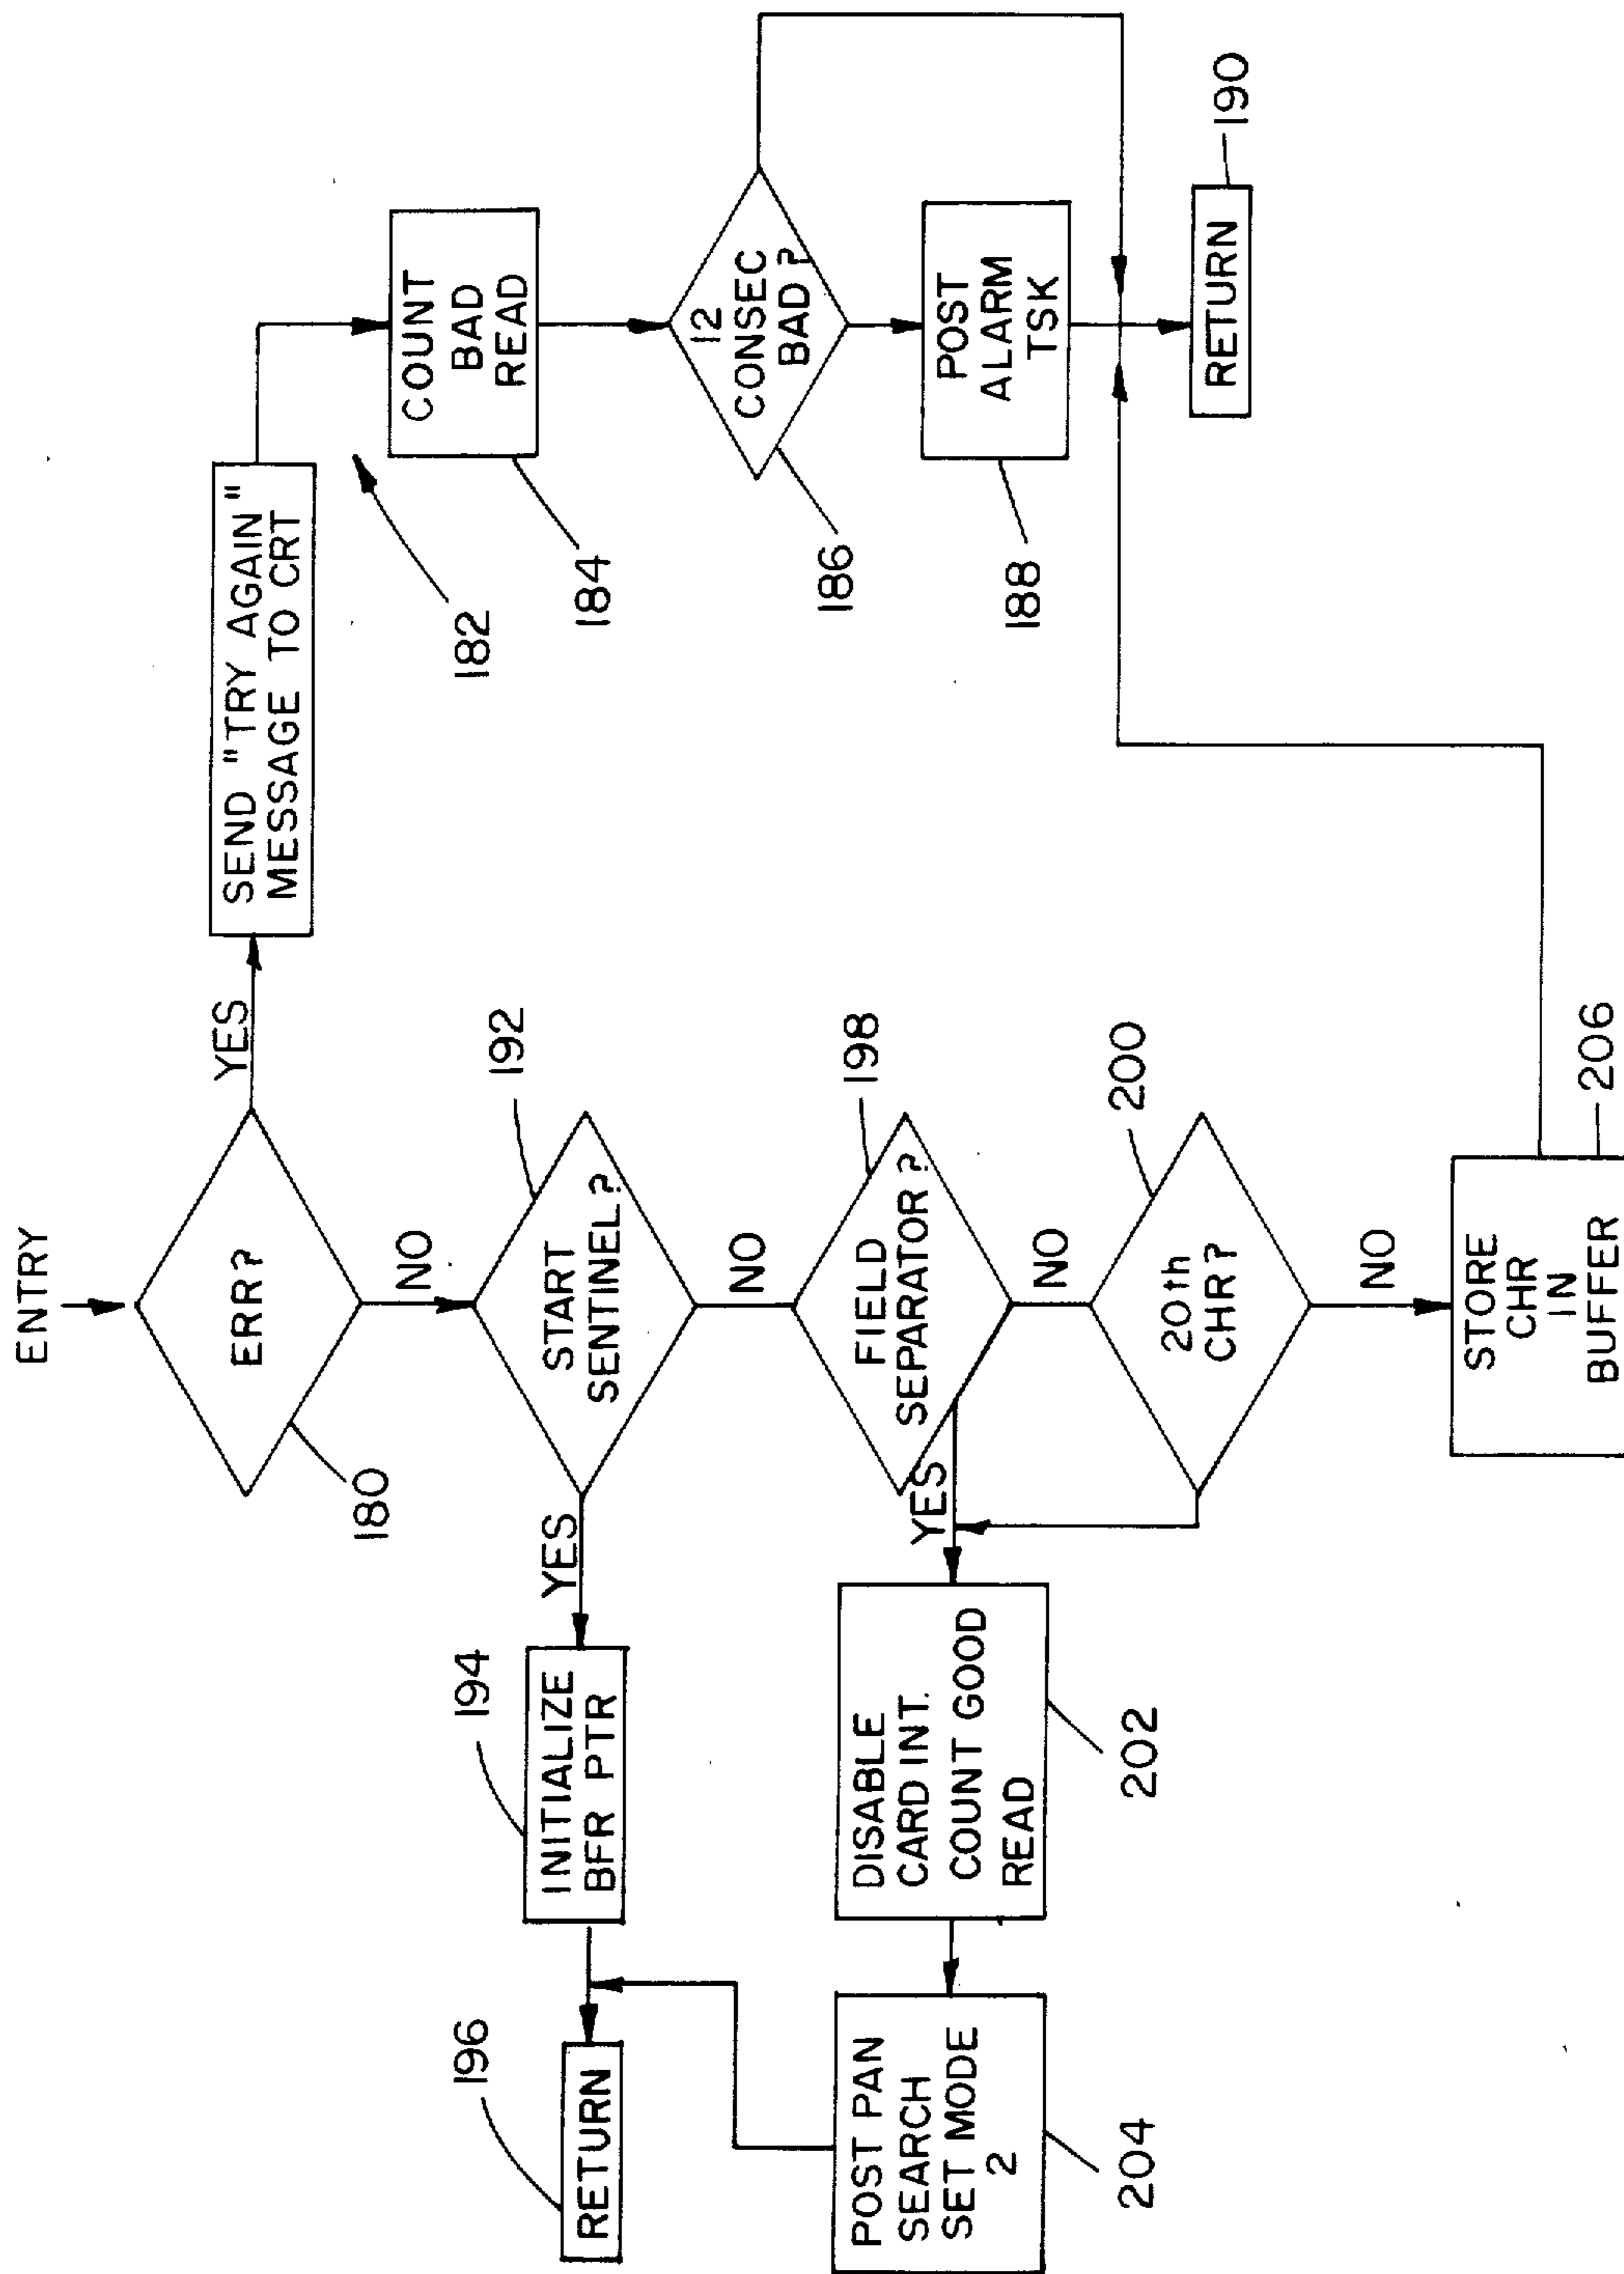 ENTRY
ERR?
180
YES
SEND "TRY AGAIN"
MESSAGE TO CRT
182
COUNT
BAD
READ
184
12
CONSEC
BAD?
186
POST
ALARM
TSK
188
RETURN
190
NO
START
SENTINEL?
192
YES
INITIALIZE
BFR PTR
194
RETURN
196
NO
FIELD
SEPARATOR?
198
YES
DISABLE
CARD INT.
COUNT GOOD
READ
202
POST PAN
SEARCH
SET MODE
2
204
NO
20th
CHR?
200
NO
STORE
CHR
IN
BUFFER
206